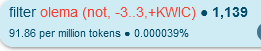 filter olema (not, -3..3,+KWIC) ● 1,139
91.86 per million tokens ● 0.000039%